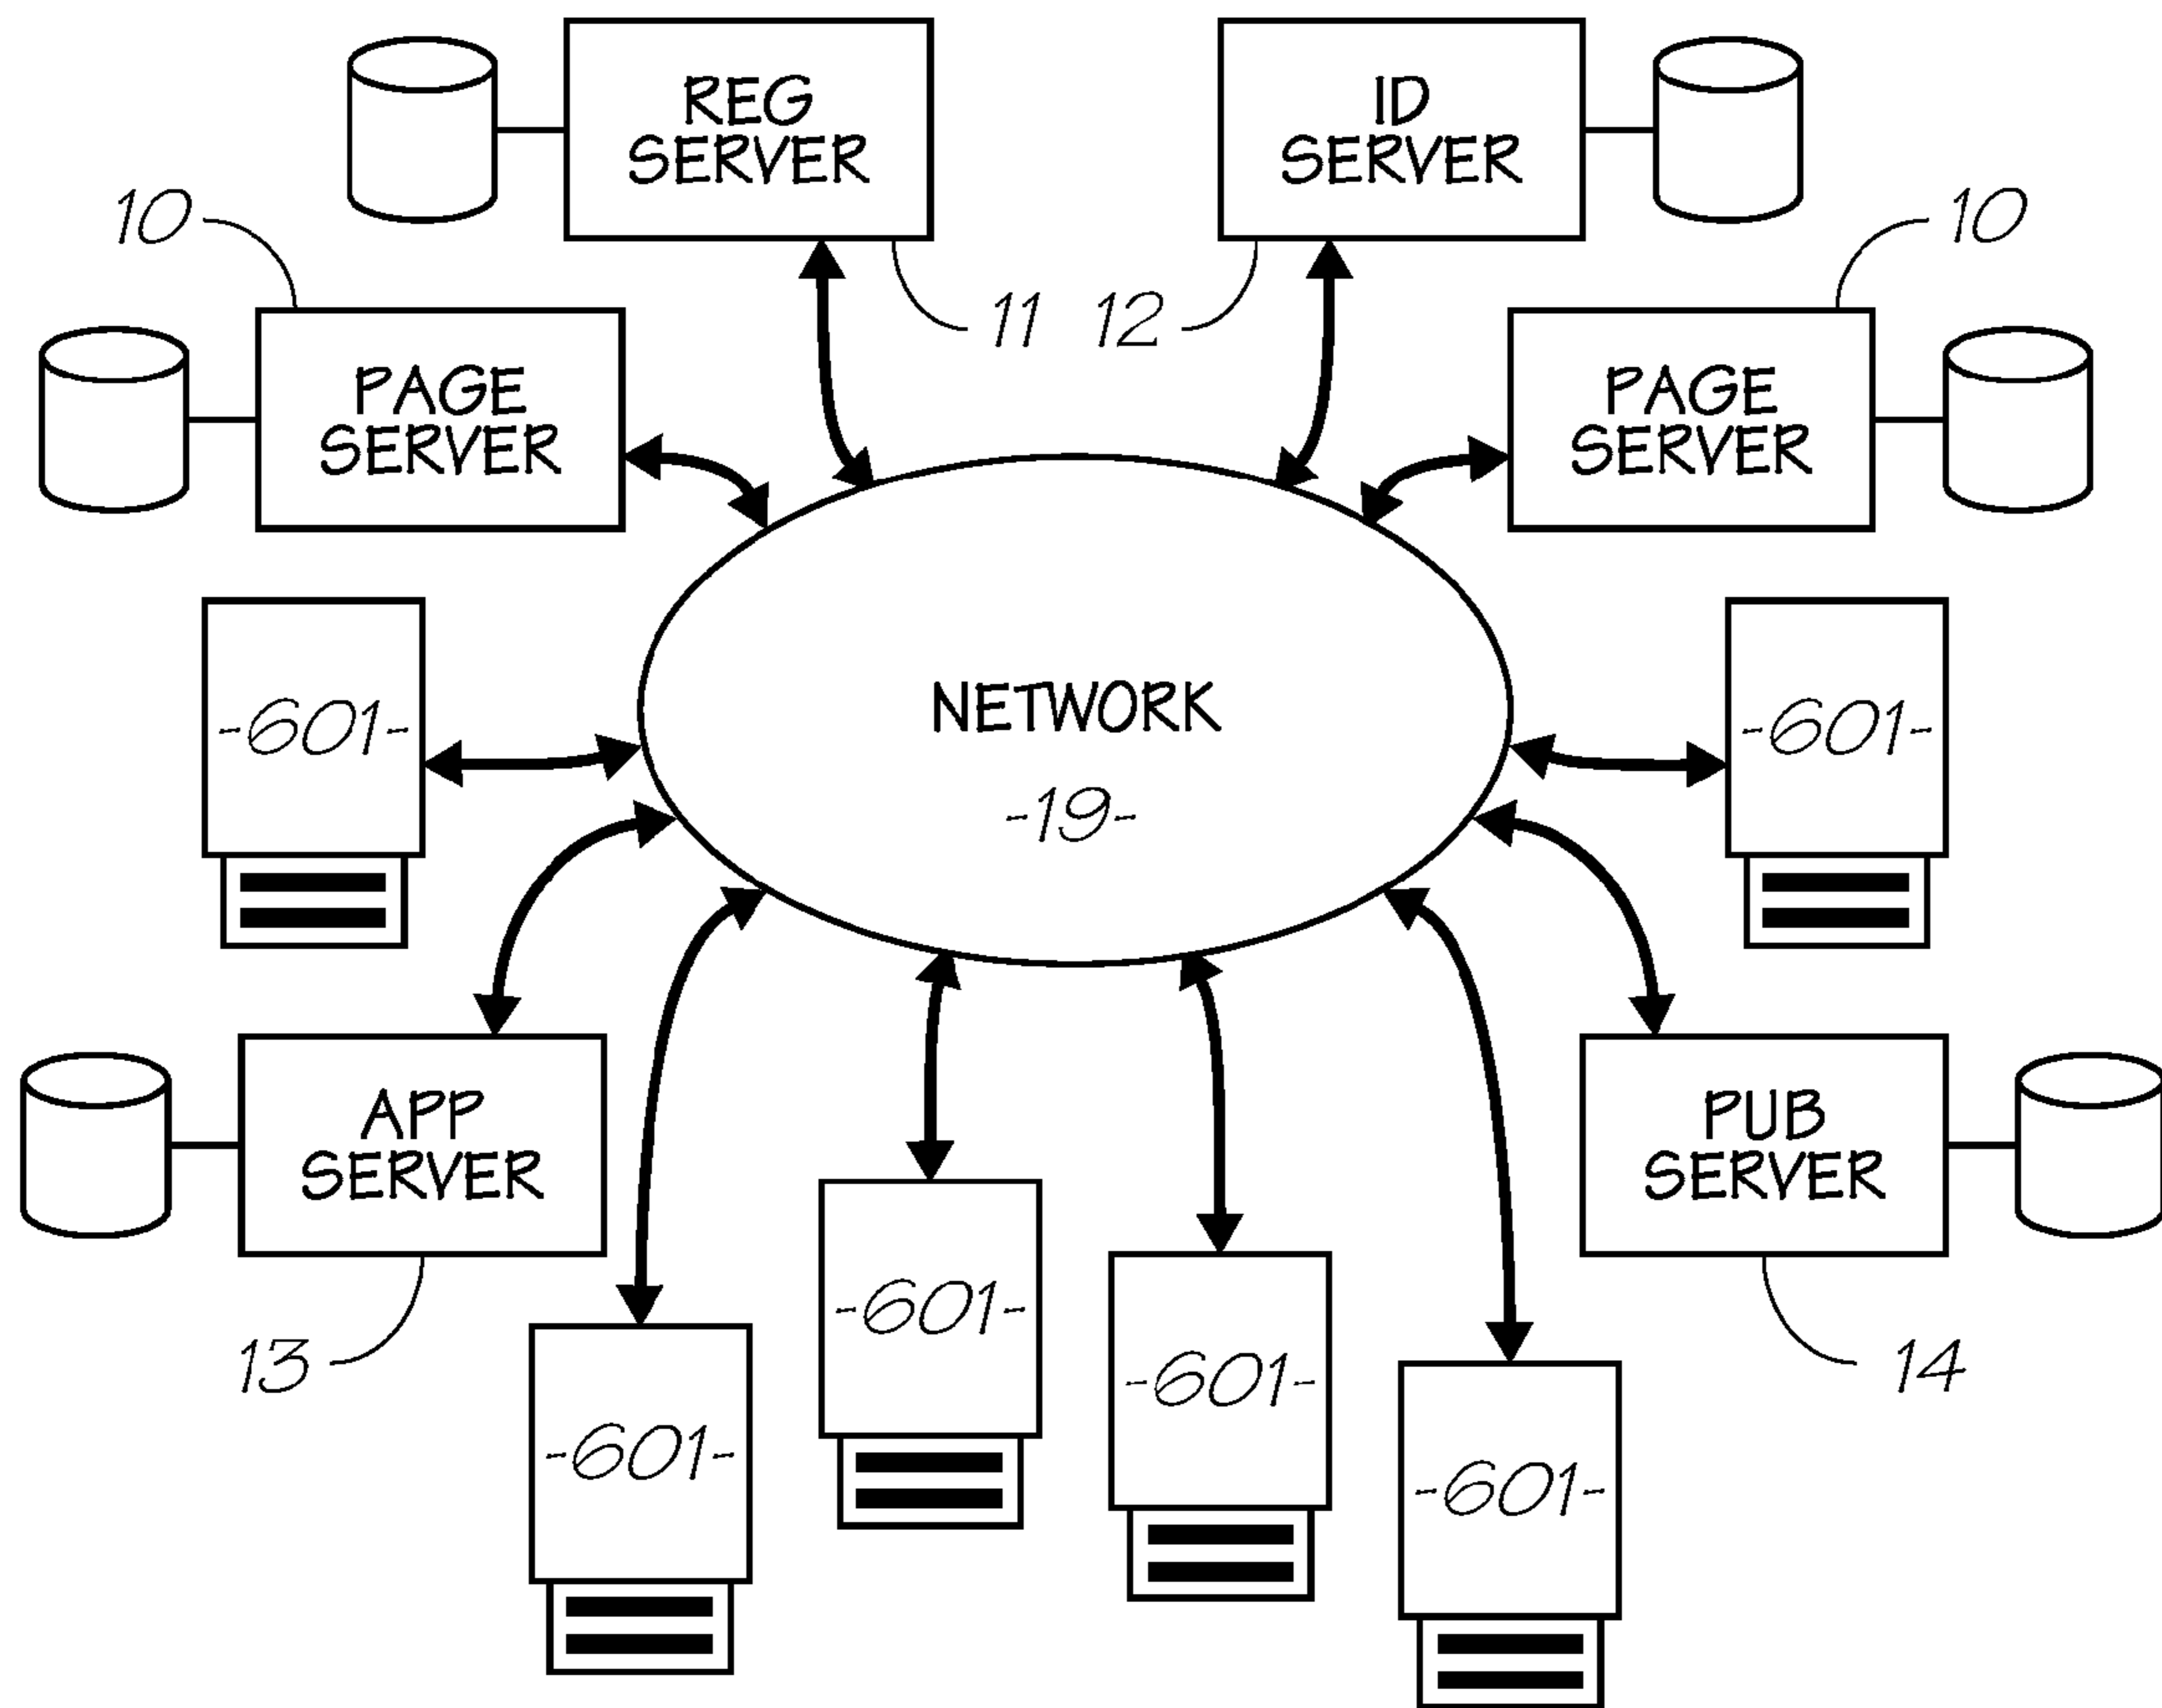 REG
SERVER
ID
SERVER
10
10
11
12
PAGE
SERVER
PAGE
SERVER
-601-
NETWORK
-19-
-601-
APP
SERVER
PUB
SERVER
13
14
-601-
-601-
-601-
-601-